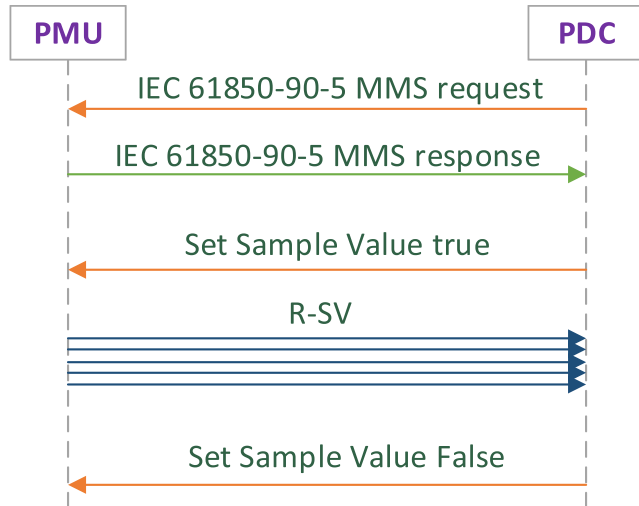 PMU
PDC
IEC 61850-90-5 MMS request
IEC 61850-90-5 MMS response
Set Sample Value true
R-SV
Set Sample Value False